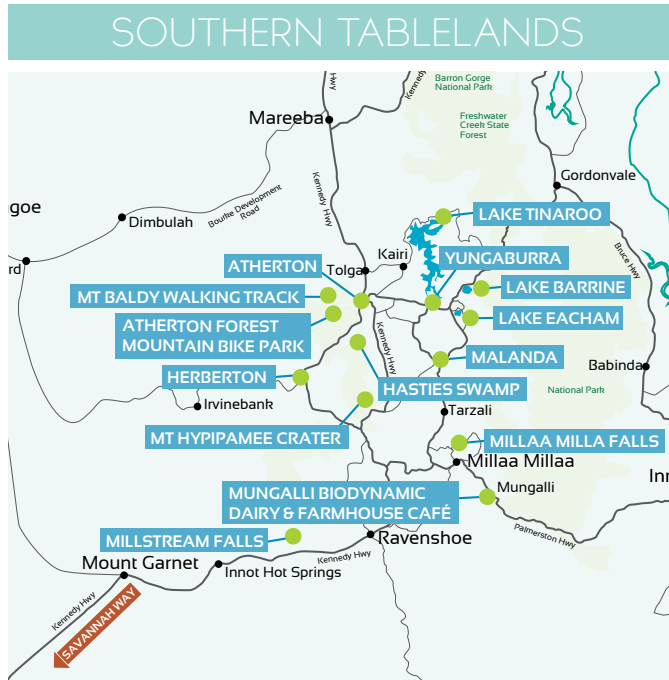 SOUTHERN TABLELANDS
Kennedy Hwy
Kennedy
Barron Gorge
National Park
Mareeba
Freshwater
Creek State
Forest
Gordonvale
Kennedy Hwy
Bourke Development
Road
goe
Dimbulah
LAKE TINAROO
rd
Kairi
YUNGABURRA
Bruce Hwy
ATHERTON
Tolga
LAKE BARRINE
MT BALDY WALKING TRACK
LAKE EACHAM
ATHERTON FOREST
MOUNTAIN BIKE PARK
Kennedy Hwy
MALANDA
Babinda
HERBERTON
HASTIES SWAMP
National Park
Irvinebank
Tarzali
MT HYPIPAMEE CRATER
MILLAA MILLA FALLS
Millaa Millaa
Inn
MUNGALLI BIODYNAMIC
DAIRY & FARMHOUSE CAFÉ
Mungalli
Palmerston Hwy
MILLSTREAM FALLS
Ravenshoe
Mount Garnet
Kennedy Hwy
Innot Hot Springs
Kennedy Hwy
SAVANNAH WAY